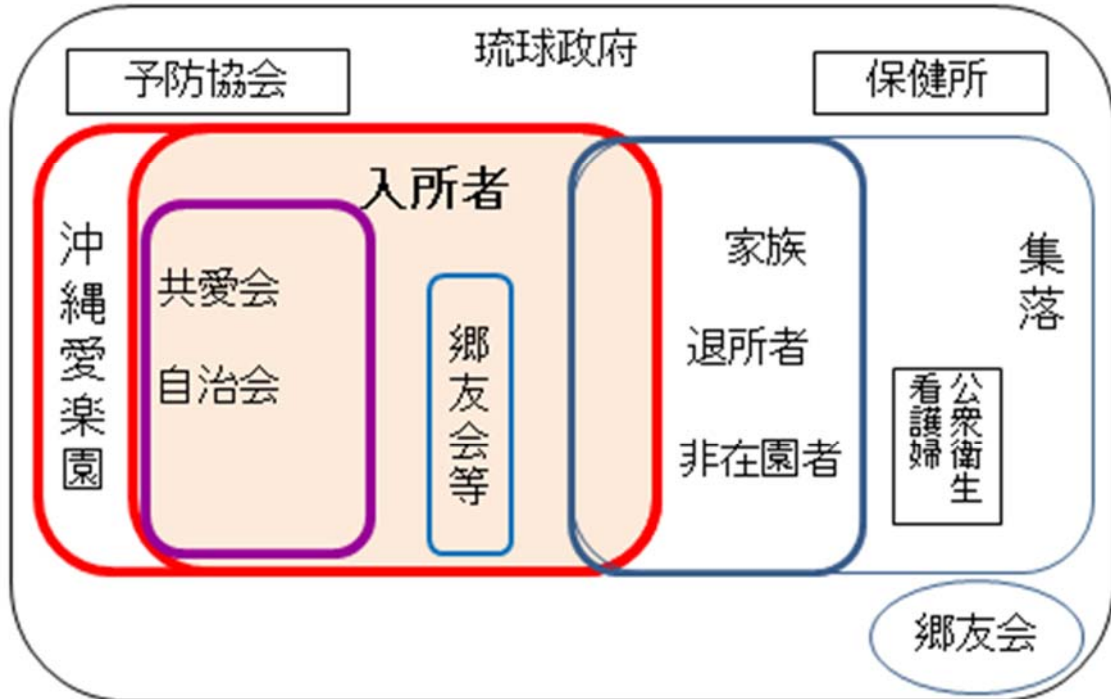 琉球政府
予防協会
保健所
入所者
沖縄愛楽園
共愛会
自治会
郷友会等
家族
退所者
非在園者
集落
公衆衛生
看護婦
郷友会